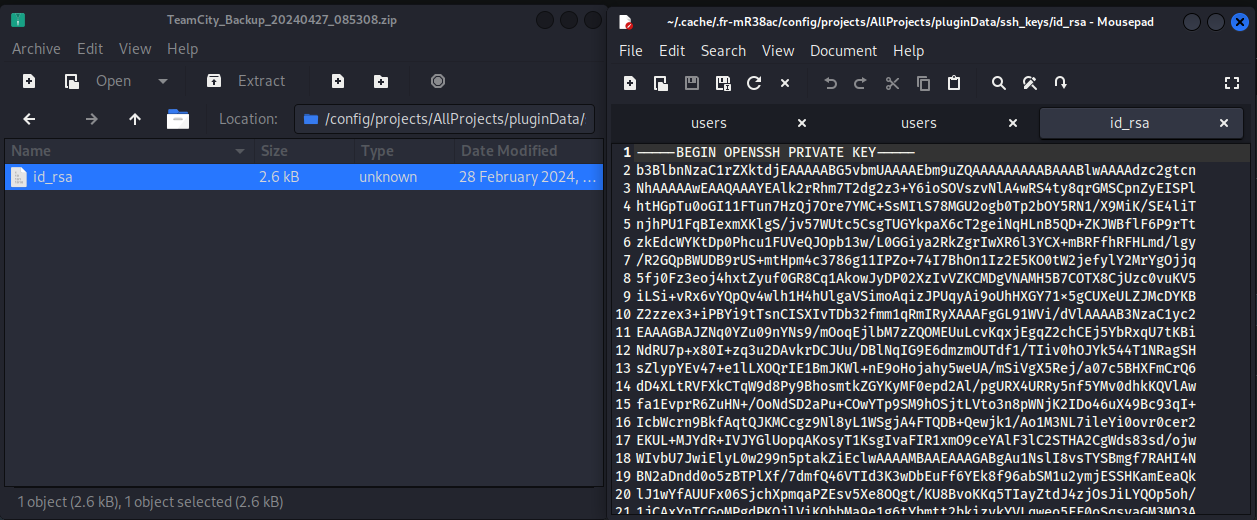 TeamCity_Backup_20240427_085308.zip
Archive Edit View Help
Open Extract
Location: /config/projects/AllProjects/pluginData/
Name Size Type Date Modified
id_rsa 2.6 kB unknown 28 February 2024, ...
1 object (2.6 kB), 1 object selected (2.6 kB)
~/.cache/.fr-mR38ac/config/projects/AllProjects/pluginData/ssh_keys/id_rsa - Mousepad
File Edit Search View Document Help
users users id_rsa
1 -----BEGIN OPENSSH PRIVATE KEY-----
2 b3BlbnNzaC1rZXktdjEAAAAABG5vbmUAAAAEbm9uZQAAAAAAAAABAAABlwAAAAdzc2gtcn
3 NhAAAAAwEAAQAAAYEAlk2rRhm7T2dg2z3+Y6ioSOVszvNlA4wRS4ty8qrGMSCpnZyEISPl
4 htHGpTu0oGI11FTun7HzQj7Ore7YMC+SsMIlS78MGU2ogb0Tp2bOY5RN1/X9MiK/SE4liT
5 njhPU1FqBIexmXKlgS/jv57WUtc5CsgTUGYkpaX6cT2geiNqHLnB5QD+ZKJWBflF6P9rTt
6 zkEdcWYKtDp0Phcu1FUVeQJOpb13w/L0GGiya2RkZgrIwXR6l3YCX+mBRFfhRFHLmd/lgy
7 /R2GQpBWUDB9rUS+mtHpm4c3786g11IPZo+74I7BhOn1Iz2E5KO0tW2jefylY2MrYgOjjq
8 5fj0Fz3eoj4hxtZyuf0GR8Cq1AkowJyDP02XzIvVZKCMDgVNAMH5B7COTX8CjUzc0vuKV5
9 iLSi+vRx6vYQpQv4wlh1H4hUlgaVSimoAqizJPUqyAi9oUhHXGY71x5gCUXeULZJMcDYKB
10 Z2zzex3+iPBYi9tTsnCISXIvTDb32fmm1qRmIRyXAAAFgGL91WVi/dVlAAAAB3NzaC1yc2
11 EAAAGBAJZNq0YZu09nYNs9/mOoqEjlbM7zZQOMEUuLcvKqxjEgqZ2chCEj5YbRxqU7tKBi
12 NdRU7p+x80I+zq3u2DAvkrDCJUu/DBlNqIG9E6dmzmOUTdf1/TIiv0hOJYk544T1NRagSH
13 sZlypYEv47+e1lLXOQrIE1BmJKWl+nE9oHojahy5weUA/mSiVgX5Rej/a07c5BHXFmCrQ6
14 dD4XLtRVFXkCTqW9d8Py9BhosmtkZGYKyMF0epd2Al/pgURX4URRy5nf5YMv0dhkKQVlAw
15 fa1EvprR6ZuHN+/OoNdSD2aPu+COwYTp9SM9hOSjtLVto3n8pWNjK2IDo46uX49Bc93qI+
16 IcbWcrn9BkfAqtQJKMCcgz9Nl8yL1WSgjA4FTQDB+Qewjk1/Ao1M3NL7ileYi0ovr0cer2
17 EKUL+MJYdR+IVJYGlUopqAKosyT1KsgIvaFIR1xmO9ceYAlF3lC2STHA2CgWds83sd/ojw
18 WIvbU7JwiElyL0w299n5ptakZiEclwAAAAMBAAEAAAGABgAu1NslI8vsTYSBmgf7RAHI4N
19 BN2aDndd0o5zBTPlXf/7dmfQ46VTId3K3wDbEuFf6YEk8f96abSM1u2ymjESSHKamEeaQk
20 lJ1wYfAUUFx06SjchXpmqaPZEsv5Xe8OQgt/KU8BvoKKq5TIayZtdJ4zjOsJiLYQOp5oh/